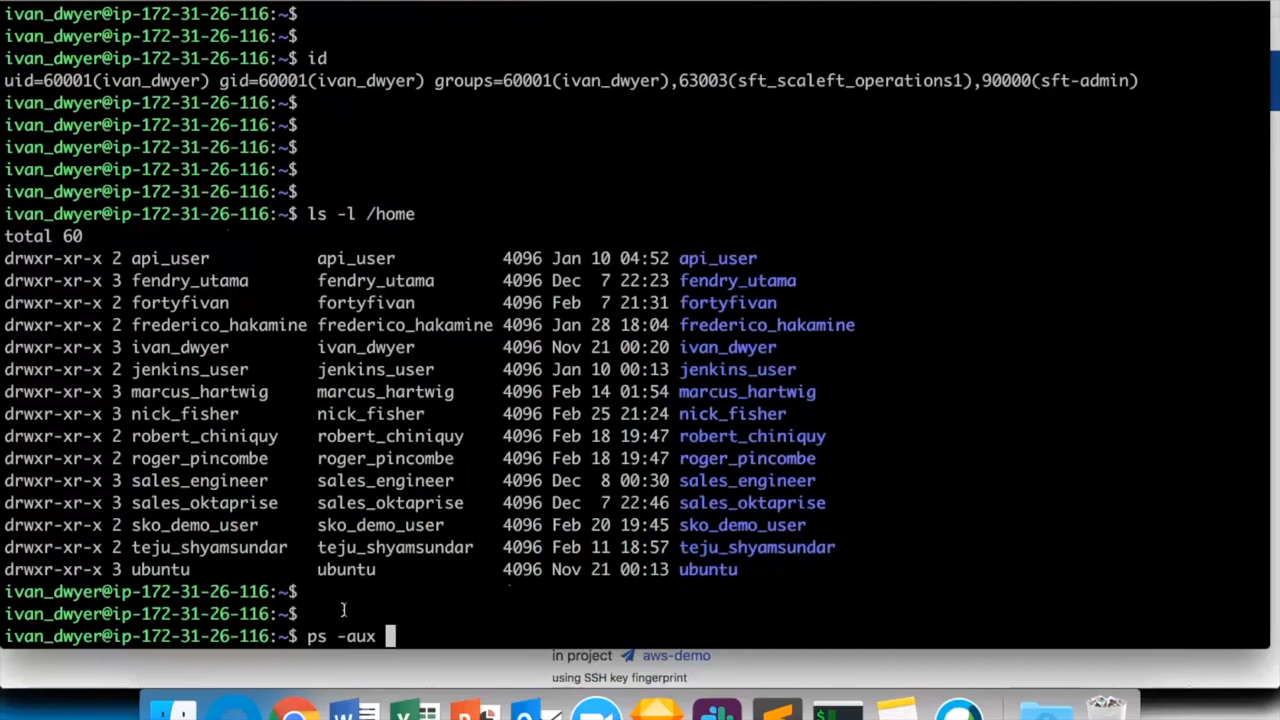 ivan_dwyer@ip-172-31-26-116:~$
ivan_dwyer@ip-172-31-26-116:~$
ivan_dwyer@ip-172-31-26-116:~$ id
uid=60001(ivan_dwyer) gid=60001(ivan_dwyer) groups=60001(ivan_dwyer),63003(sft_scaleft_operations1),90000(sft-admin)
ivan_dwyer@ip-172-31-26-116:~$
ivan_dwyer@ip-172-31-26-116:~$
ivan_dwyer@ip-172-31-26-116:~$
ivan_dwyer@ip-172-31-26-116:~$
ivan_dwyer@ip-172-31-26-116:~$
ivan_dwyer@ip-172-31-26-116:~$ ls -l /home
total 60
drwxr-xr-x 2 api_user api_user 4096 Jan 10 04:52 api_user
drwxr-xr-x 3 fendry_utama fendry_utama 4096 Dec 7 22:23 fendry_utama
drwxr-xr-x 2 fortyfivan fortyfivan 4096 Feb 7 21:31 fortyfivan
drwxr-xr-x 2 frederico_hakamine frederico_hakamine 4096 Jan 28 18:04 frederico_hakamine
drwxr-xr-x 3 ivan_dwyer ivan_dwyer 4096 Nov 21 00:20 ivan_dwyer
drwxr-xr-x 2 jenkins_user jenkins_user 4096 Jan 10 00:13 jenkins_user
drwxr-xr-x 3 marcus_hartwig marcus_hartwig 4096 Feb 14 01:54 marcus_hartwig
drwxr-xr-x 3 nick_fisher nick_fisher 4096 Feb 25 21:24 nick_fisher
drwxr-xr-x 2 robert_chiniquy robert_chiniquy 4096 Feb 18 19:47 robert_chiniquy
drwxr-xr-x 2 roger_pincombe roger_pincombe 4096 Feb 18 19:47 roger_pincombe
drwxr-xr-x 3 sales_engineer sales_engineer 4096 Dec 8 00:30 sales_engineer
drwxr-xr-x 3 sales_oktaprise sales_oktaprise 4096 Dec 7 22:46 sales_oktaprise
drwxr-xr-x 2 sko_demo_user sko_demo_user 4096 Feb 20 19:45 sko_demo_user
drwxr-xr-x 2 teju_shyamsundar teju_shyamsundar 4096 Feb 11 18:57 teju_shyamsundar
drwxr-xr-x 3 ubuntu ubuntu 4096 Nov 21 00:13 ubuntu
ivan_dwyer@ip-172-31-26-116:~$
ivan_dwyer@ip-172-31-26-116:~$
ivan_dwyer@ip-172-31-26-116:~$ ps -aux
in project aws-demo
using SSH key fingerprint